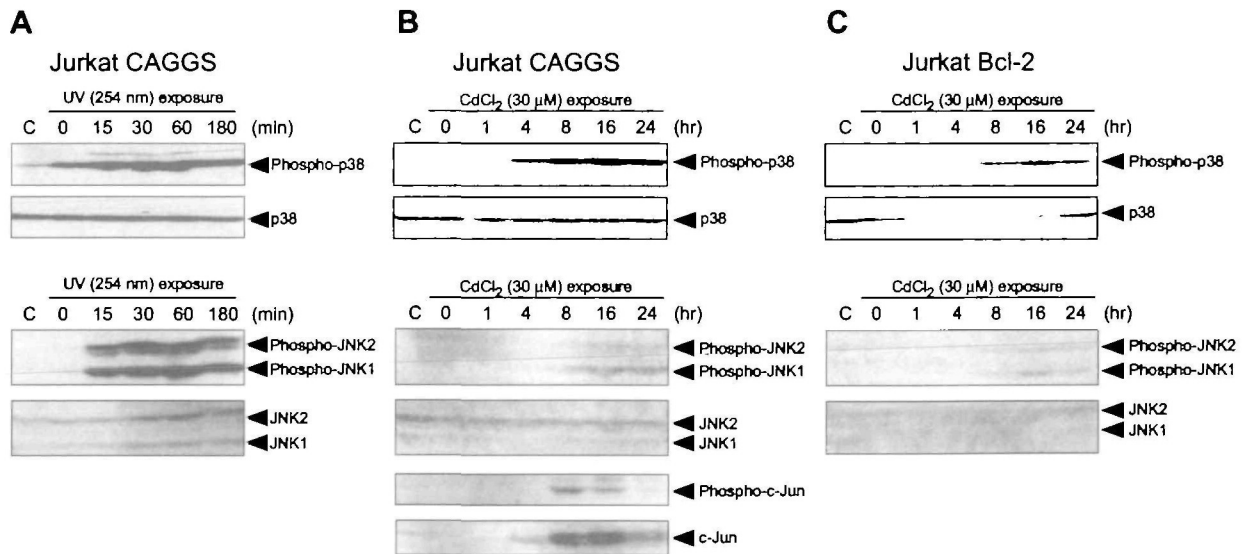 A
Jurkat CAGGS
UV (254 nm) exposure
C 0 15 30 60 180 (min)
Phospho-p38
p38
UV (254 nm) exposure
C 0 15 30 60 180 (min)
Phospho-JNK2
Phospho-JNK1
JNK2
JNK1
B
Jurkat CAGGS
CdCl2 (30 µM) exposure
C 0 1 4 8 16 24 (hr)
Phospho-p38
p38
CdCl2 (30 µM) exposure
C 0 1 4 8 16 24 (hr)
Phospho-JNK2
Phospho-JNK1
JNK2
JNK1
Phospho-c-Jun
c-Jun
C
Jurkat Bcl-2
CdCl2 (30 µM) exposure
C 0 1 4 8 16 24 (hr)
Phospho-p38
p38
CdCl2 (30 µM) exposure
C 0 1 4 8 16 24 (hr)
Phospho-JNK2
Phospho-JNK1
JNK2
JNK1